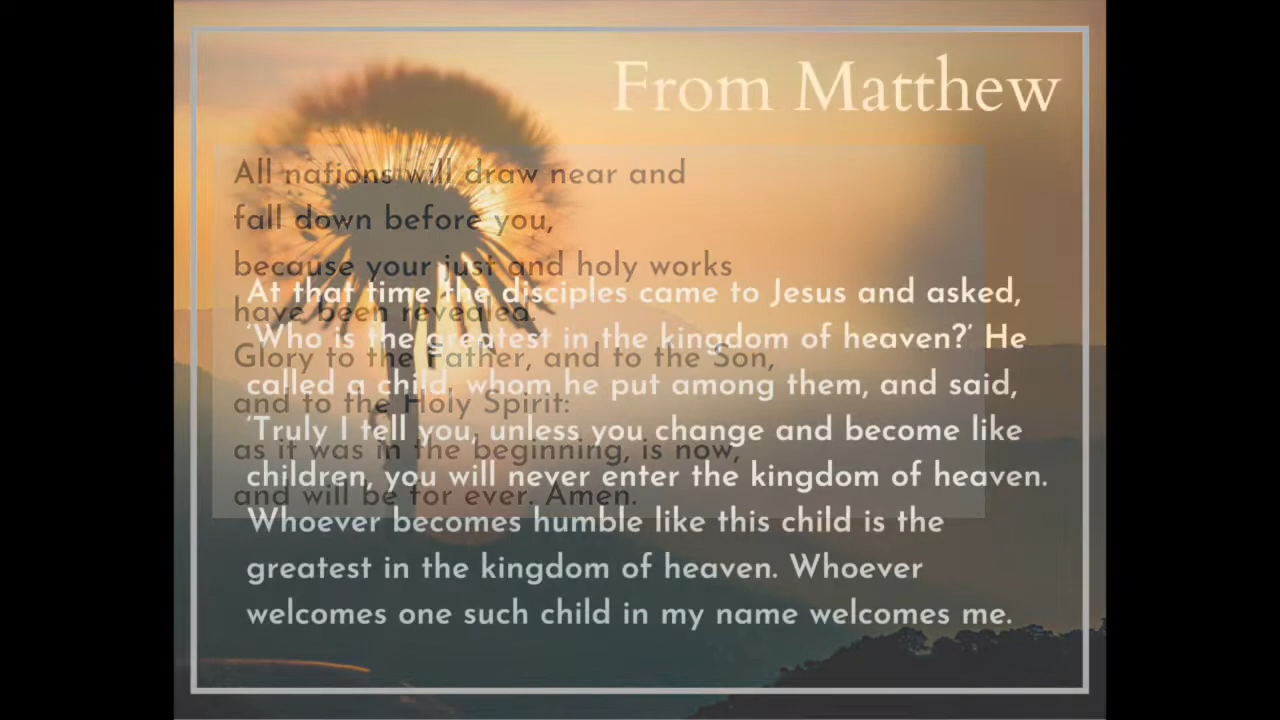 From Matthew
All nations will draw near and
fall down before you,
because your just and holy works
have been revealed.
Glory to the Father, and to the Son,
and to the Holy Spirit:
as it was in the beginning, is now,
and will be for ever. Amen.
At that time the disciples came to Jesus and asked,
‘Who is the greatest in the kingdom of heaven?’ He
called a child, whom he put among them, and said,
‘Truly I tell you, unless you change and become like
children, you will never enter the kingdom of heaven.
Whoever becomes humble like this child is the
greatest in the kingdom of heaven. Whoever
welcomes one such child in my name welcomes me.